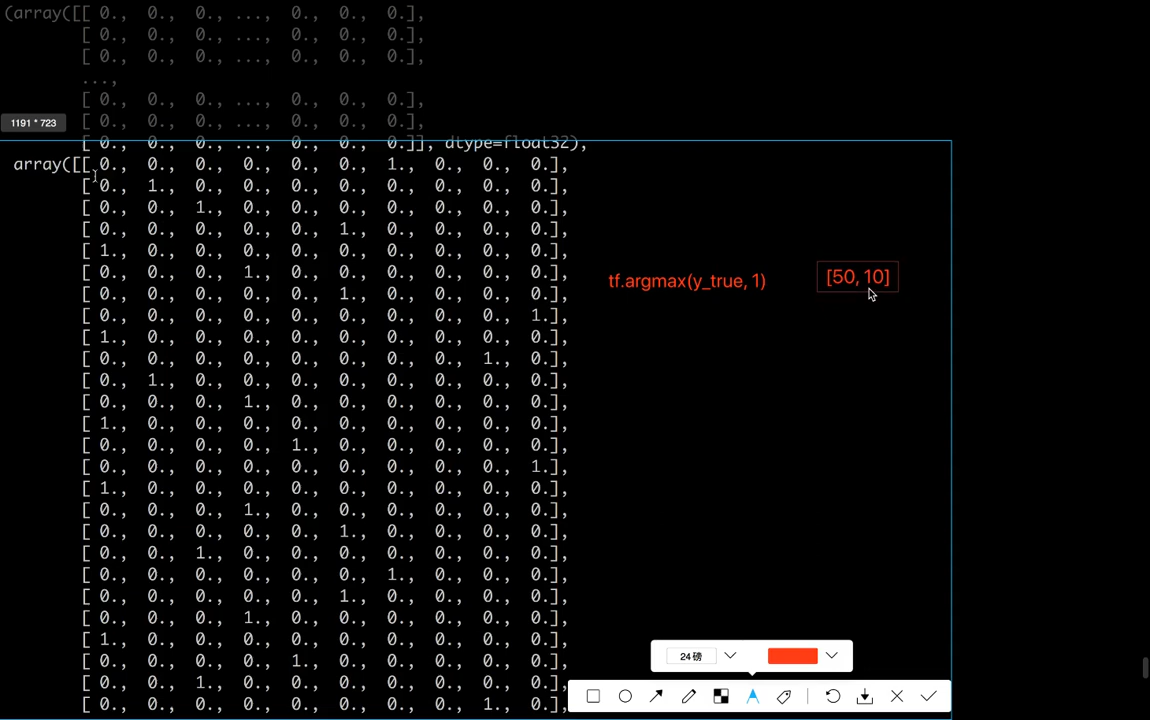 (array([[ 0., 0., 0. ..., 0., 0., 0.],
[ 0., 0., 0. ..., 0., 0., 0.],
[ 0., 0., 0. ..., 0., 0., 0.],
...,
[ 0., 0., 0. ..., 0., 0., 0.],
[ 0., 0., 0. ..., 0., 0., 0.],
1191 * 723
[ 0., 0., 0., ..., 0., 0., 0.]], dtype=float32),
array([[ 0., 0., 0., 0., 0., 0., 1., 0., 0., 0.],
[ 0., 1., 0., 0., 0., 0., 0., 0., 0., 0.],
[ 0., 0., 1., 0., 0., 0., 0., 0., 0., 0.],
[ 0., 0., 0., 0., 0., 1., 0., 0., 0., 0.],
[ 1., 0., 0., 0., 0., 0., 0., 0., 0., 0.],
[ 0., 0., 0., 1., 0., 0., 0., 0., 0., 0.],
tf.argmax(y_true, 1) [50, 10]
[ 0., 0., 0., 0., 0., 1., 0., 0., 0., 0.],
[ 0., 0., 0., 0., 0., 0., 0., 0., 0., 1.],
[ 1., 0., 0., 0., 0., 0., 0., 0., 0., 0.],
[ 0., 0., 0., 0., 0., 0., 0., 0., 1., 0.],
[ 0., 1., 0., 0., 0., 0., 0., 0., 0., 0.],
[ 0., 0., 0., 1., 0., 0., 0., 0., 0., 0.],
[ 1., 0., 0., 0., 0., 0., 0., 0., 0., 0.],
[ 0., 0., 0., 0., 1., 0., 0., 0., 0., 0.],
[ 0., 0., 0., 0., 0., 0., 0., 0., 0., 1.],
[ 1., 0., 0., 0., 0., 0., 0., 0., 0., 0.],
[ 0., 0., 0., 1., 0., 0., 0., 0., 0., 0.],
[ 0., 0., 0., 0., 0., 1., 0., 0., 0., 0.],
[ 0., 0., 1., 0., 0., 0., 0., 0., 0., 0.],
[ 0., 0., 0., 0., 0., 0., 1., 0., 0., 0.],
[ 0., 0., 0., 0., 0., 1., 0., 0., 0., 0.],
[ 0., 0., 0., 1., 0., 0., 0., 0., 0., 0.],
[ 1., 0., 0., 0., 0., 0., 0., 0., 0., 0.],
[ 0., 0., 0., 0., 1., 0., 0., 0., 0., 0.],
24 磅
[ 0., 0., 1., 0., 0., 0., 0., 0., 0., 0.],
[ 0., 0., 0., 0., 0., 0., 0., 0., 1., 0.],